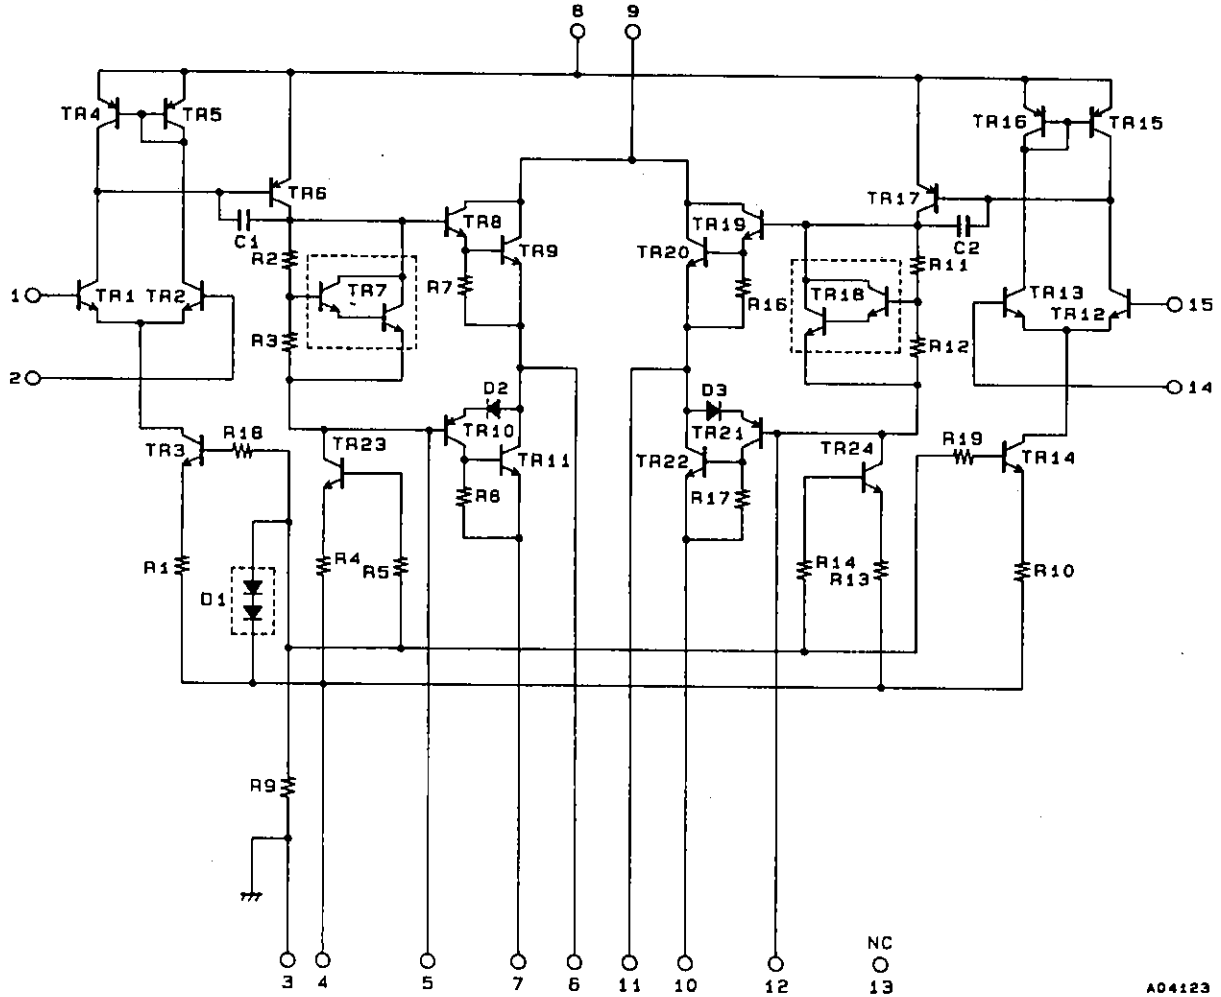 8 9
TR4 TR5 TR16 TR15
TR6 TR17
C1 TR8 TR19 C2
R2 TR9 TR20 R11
1 TR1 TR2 TR7 R7 R16 TR18 TR13 15
TR12
R3 R12
2 D2 D3 14
TR3 R18 TR23 TR10 TR21 TR24 R19
TR11 TR22 TR14
R8 R17
R1 R4 R5 R14 R13 R10
D1
R9
NC
3 4 5 7 6 11 10 12 13
A04123